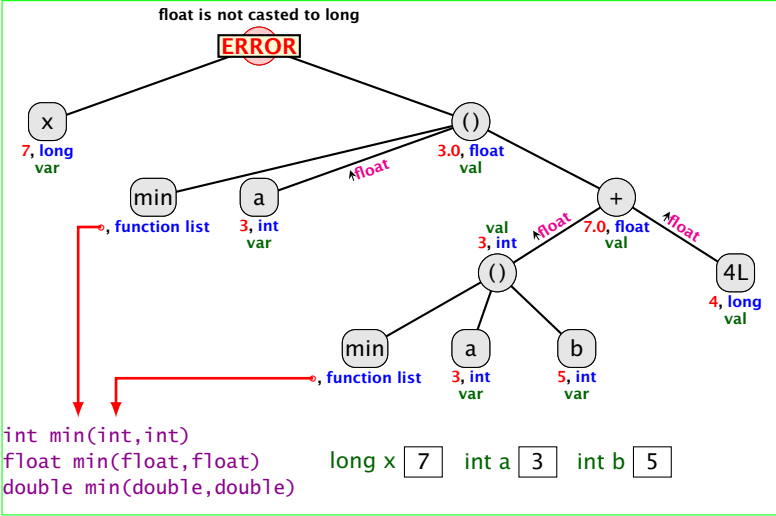 float is not casted to long
ERROR
x
7, long
var
()
3.0, float
val
float
min
, function list
a
3, int
var
+
7.0, float
val
float
float
val
3, int
()
4L
4, long
val
min
, function list
a
3, int
var
b
5, int
var
int min(int,int)
float min(float,float)
double min(double,double)
long x 7 int a 3 int b 5